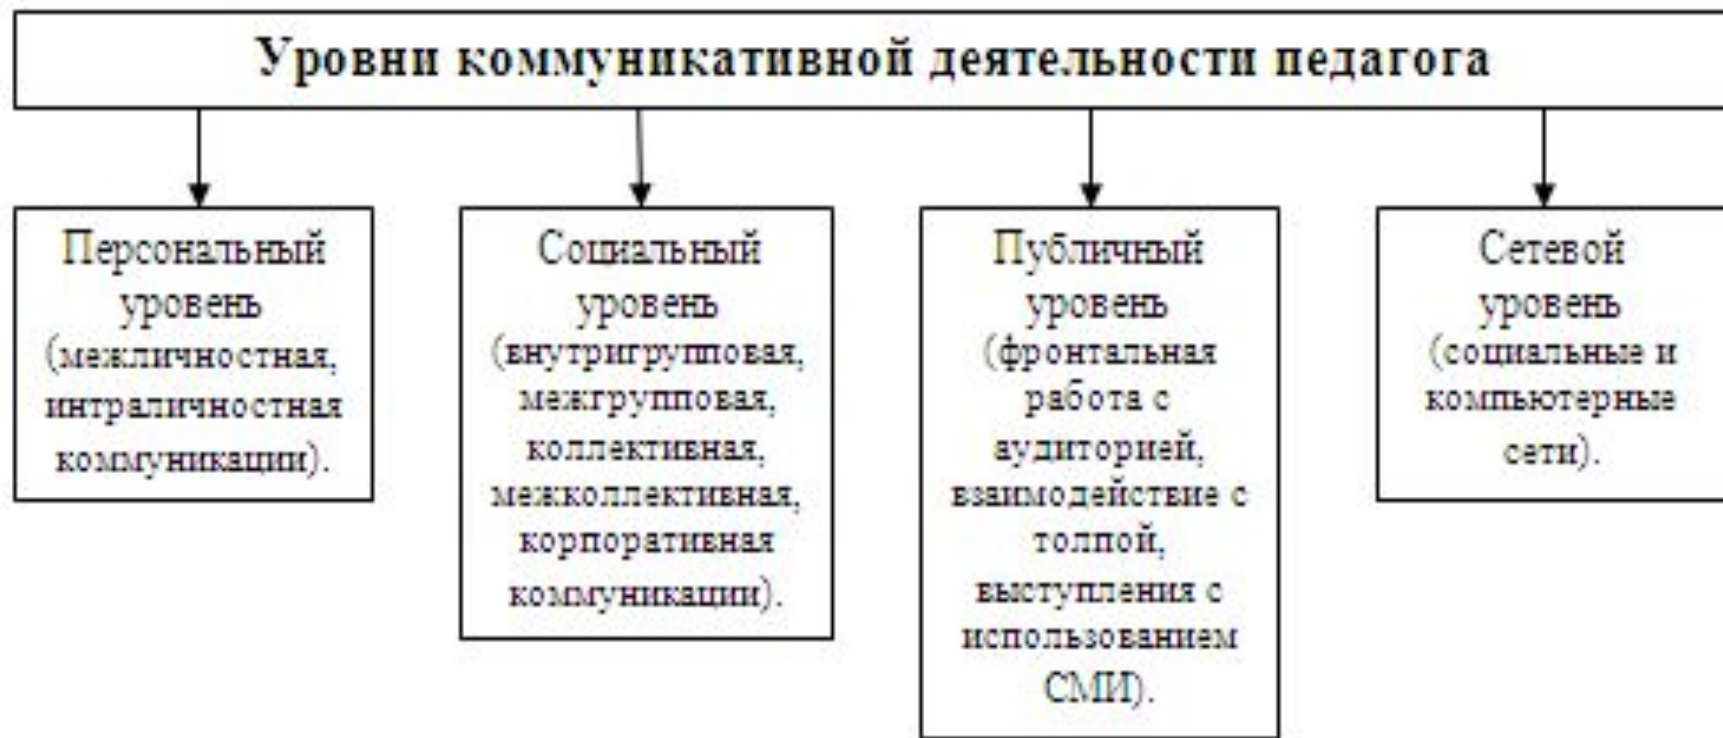 Уровни коммуникативной деятельности педагога
Персональный
уровень
(межличностная,
интраличностная
коммуникации).
Социальный
уровень
(внутригрупповая,
межгрупповая,
коллективная,
межколлективная,
корпоративная
коммуникации).
Публичный
уровень
(фронтальная
работа с
аудиторией,
взаимодействие с
толпой,
выступления с
использованием
СМИ).
Сетевой
уровень
(социальные и
компьютерные
сети).